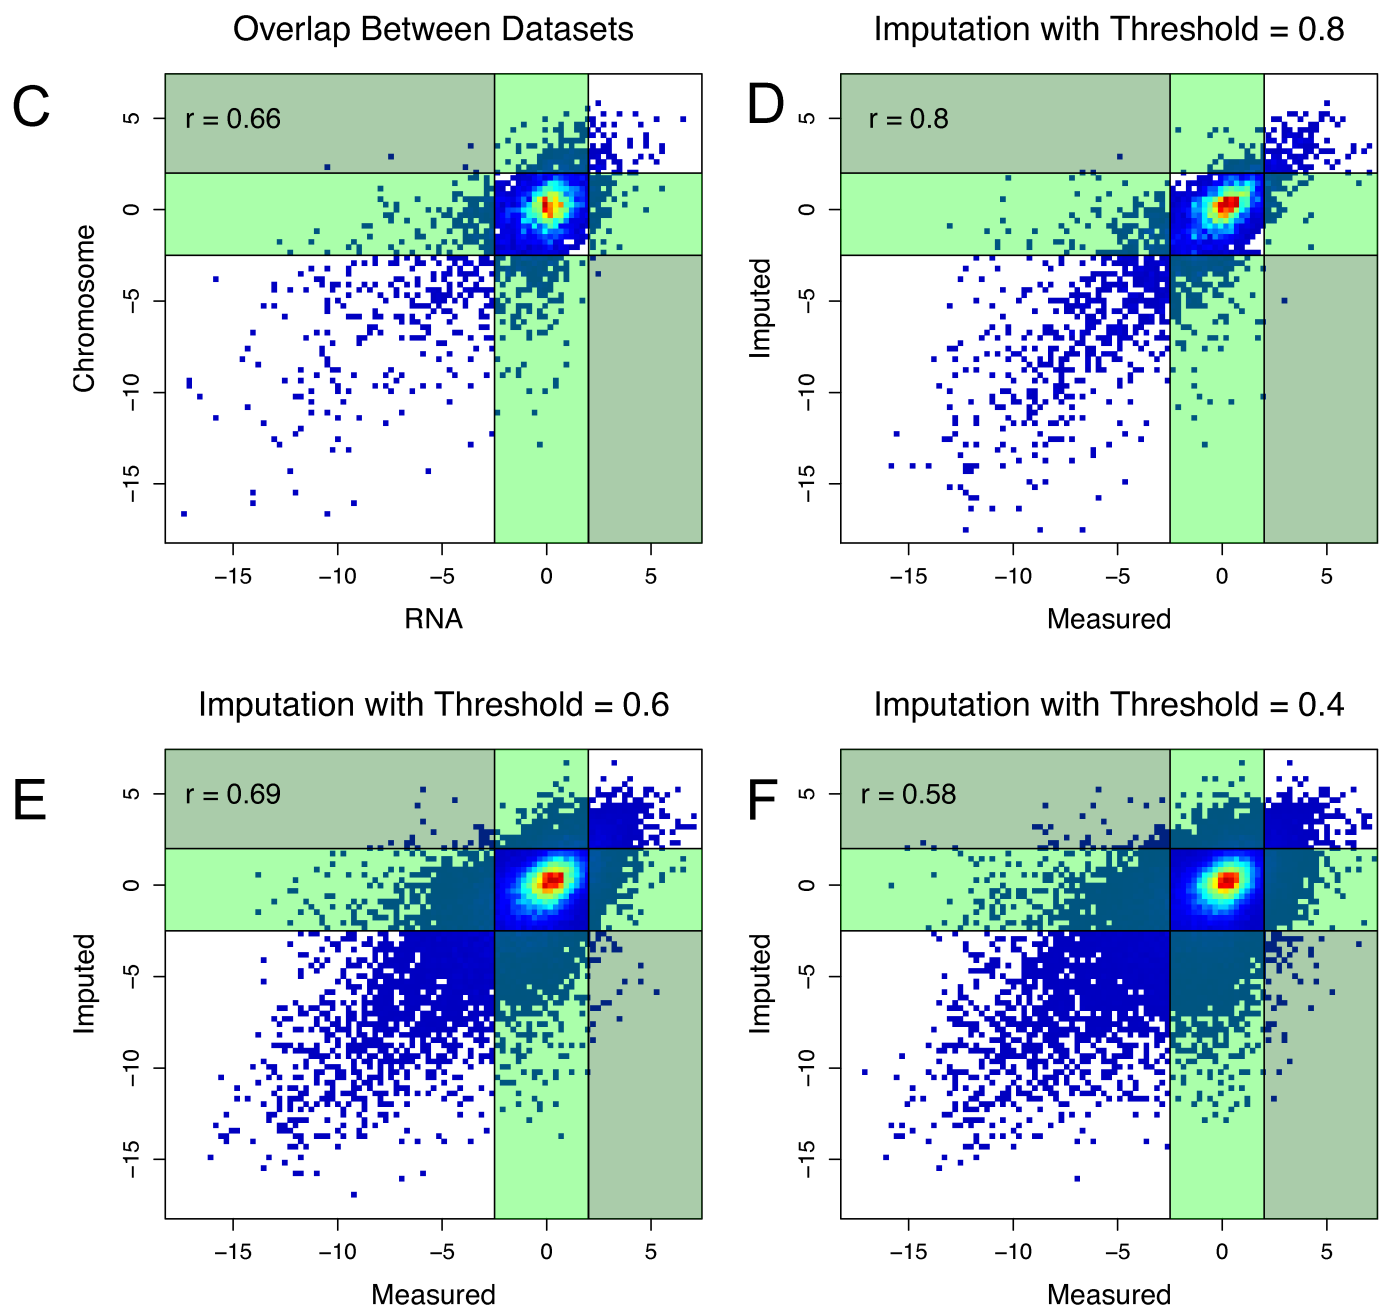 Overlap Between Datasets
C
r = 0.66
5
0
−5
−10
−15
Chromosome
−15 −10 −5 0 5
RNA
Imputation with Threshold = 0.8
D
r = 0.8
5
0
−5
−10
−15
Imputed
−15 −10 −5 0 5
Measured
Imputation with Threshold = 0.6
E
r = 0.69
5
0
−5
−10
−15
Imputed
−15 −10 −5 0 5
Measured
Imputation with Threshold = 0.4
F
r = 0.58
5
0
−5
−10
−15
Imputed
−15 −10 −5 0 5
Measured